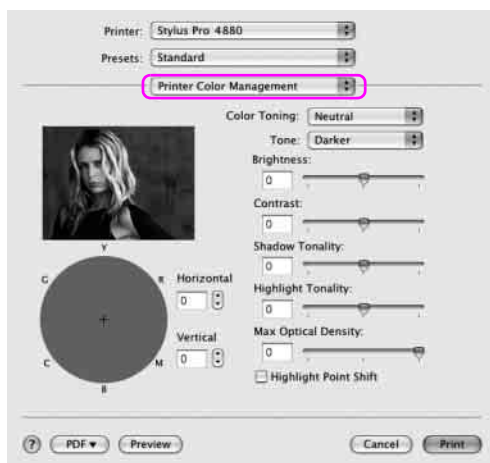 Printer: Stylus Pro 4880
Presets: Standard
Printer Color Management
Color Toning: Neutral
Tone: Darker
Brightness:
0
Contrast:
0
Shadow Tonality:
0
Highlight Tonality:
0
Max Optical Density:
0
Highlight Point Shift
Y
G R
C M
B
Horizontal
0
Vertical
0
? PDF▼ Preview Cancel Print